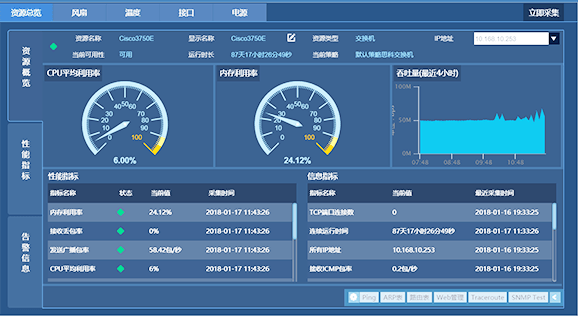 资源总览 风扇 温度 接口 电源 立即采集
资源名称 Cisco3750E 显示名称 Cisco3750E 资源类型 交换机 IP地址 10.168.10.253
当前可用性 可用 运行时长 87天17小时26分49秒 当前策略 默认策略思科交换机
资源概览
性能指标
告警信息
CPU平均利用率
0 10 20 30 40 50 60 70 80 90 100
6.00%
内存利用率
0 10 20 30 40 50 60 70 80 90 100
24.12%
吞吐量(最近4小时)
100M
50M
0M
07:48 08:48 09:48 10:48
性能指标
指标名称 状态 当前值 采集时间
内存利用率 24.12% 2018-01-17 11:43:26
接收丢包率 0% 2018-01-17 11:43:26
发送广播包率 58.42包/秒 2018-01-17 11:43:26
CPU平均利用率 6% 2018-01-17 11:43:26
信息指标
指标名称 当前值 最近采集时间
TCP端口连接数 0 2018-01-16 19:33:25
连续运行时间 87天17小时26分49秒 2018-01-17 11:43:26
所有IP地址 10.168.10.253 2018-01-16 19:33:25
接收ICMP包率 0.2包/秒 2018-01-16 19:33:25
Ping ARP表 路由表 Web管理 Traceroute SNMP Test